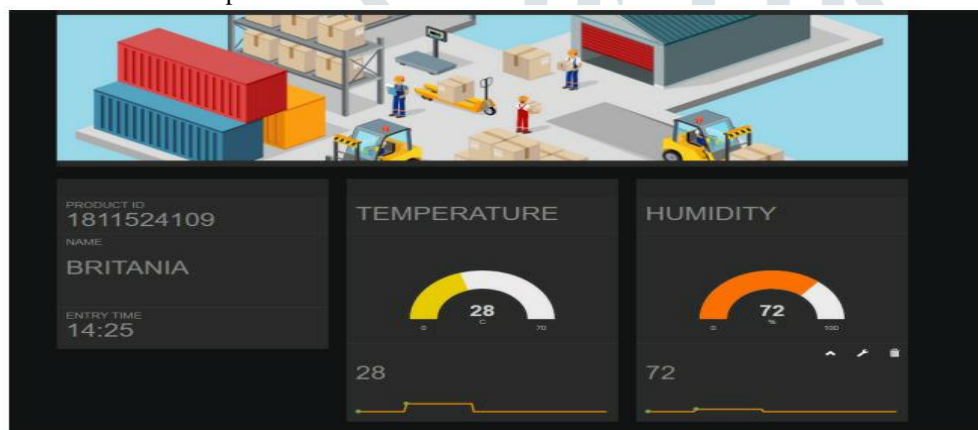 PRODUCT ID
1811524109
NAME
BRITANIA
ENTRY TIME
14:25
TEMPERATURE
28
C
0
70
28
HUMIDITY
72
%
0
100
72